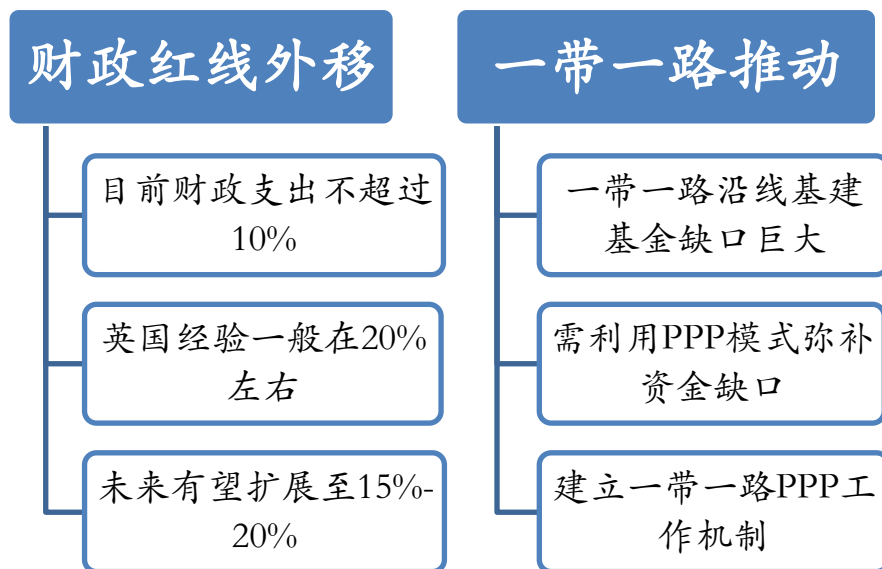 财政红线外移
目前财政支出不超过
10%
英国经验一般在20%
左右
未来有望扩展至15%-
20%
一带一路推动
一带一路沿线基建
基金缺口巨大
需利用PPP模式弥补
资金缺口
建立一带一路PPP工
作机制